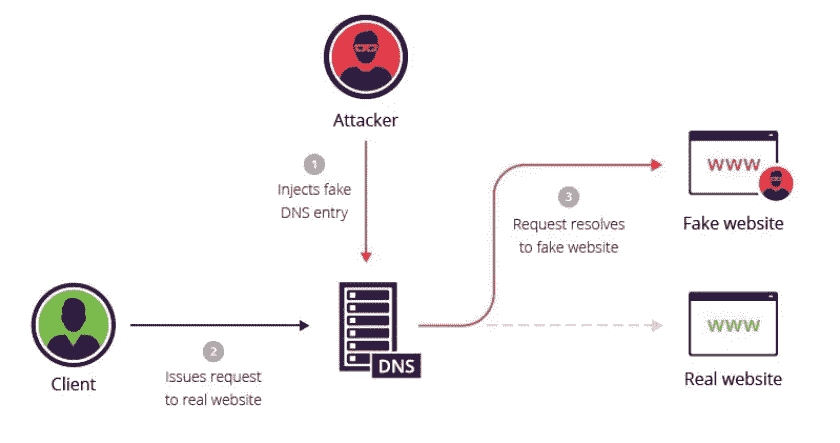 Attacker
1
Injects fake
DNS entry
www
Fake website
3
Request resolves
to fake website
Client
2
Issues request
to real website
DNS
www
Real website